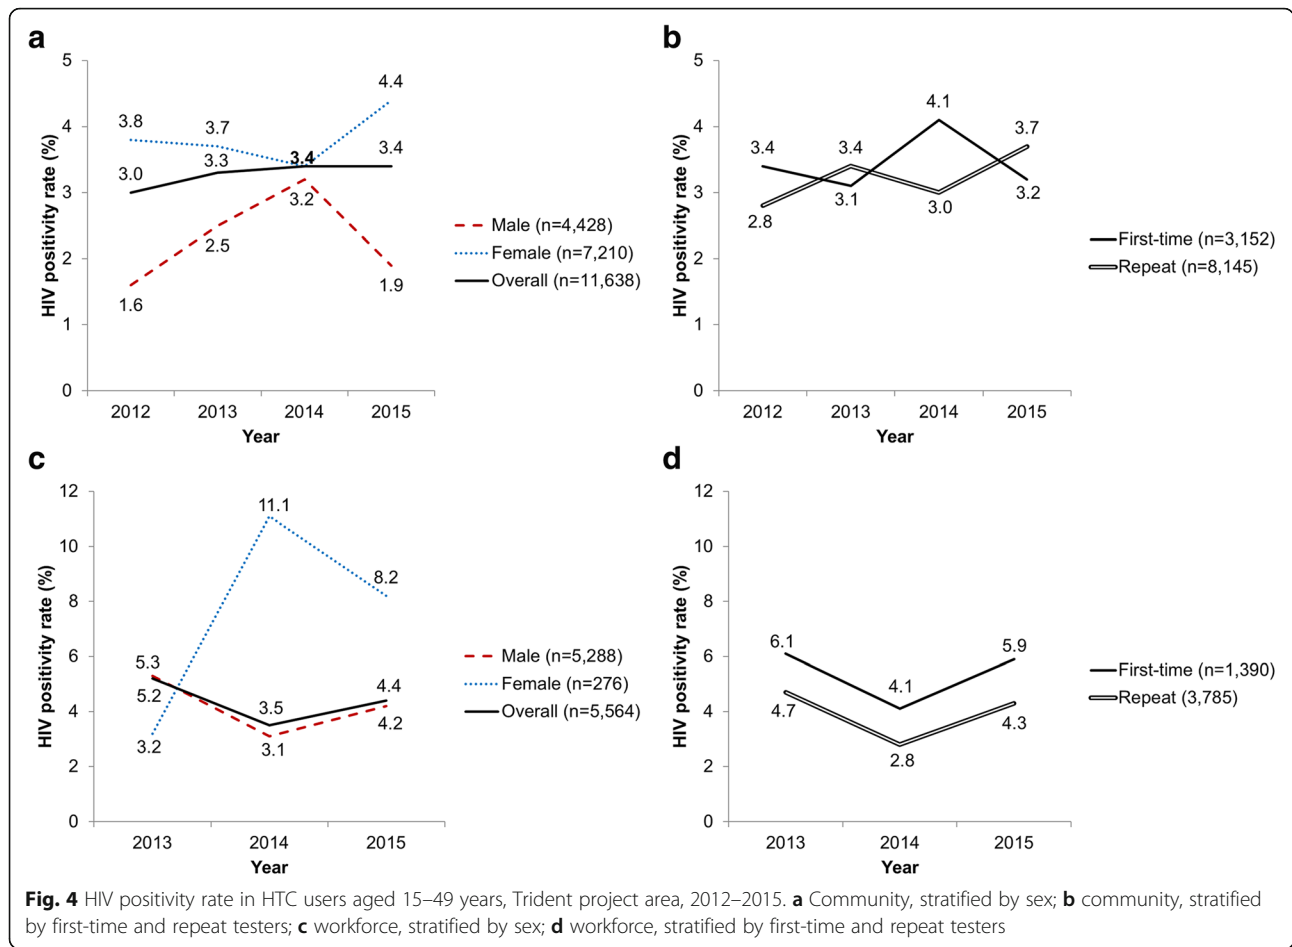 a
HIV positivity rate (%)
5
4
3
2
1
0
3.8
3.7
3.4
4.4
3.0
3.3
3.4
1.6
2.5
3.2
1.9
2012 2013 2014 2015
Year
Male (n=4,428)
Female (n=7,210)
Overall (n=11,638)
b
HIV positivity rate (%)
5
4
3
2
1
0
3.4
3.4
4.1
3.7
2.8
3.1
3.0
3.2
2012 2013 2014 2015
Year
First-time (n=3,152)
Repeat (n=8,145)
c
HIV positivity rate (%)
12
10
8
6
4
2
0
11.1
8.2
5.3
5.2
3.2
3.5
3.1
4.4
4.2
2013 2014 2015
Year
Male (n=5,288)
Female (n=276)
Overall (n=5,564)
d
HIV positivity rate (%)
12
10
8
6
4
2
0
6.1
4.1
5.9
4.7
2.8
4.3
2013 2014 2015
Year
First-time (n=1,390)
Repeat (3,785)
Fig. 4 HIV positivity rate in HTC users aged 15–49 years, Trident project area, 2012–2015. a Community, stratified by sex; b community, stratified
by first-time and repeat testers; c workforce, stratified by sex; d workforce, stratified by first-time and repeat testers